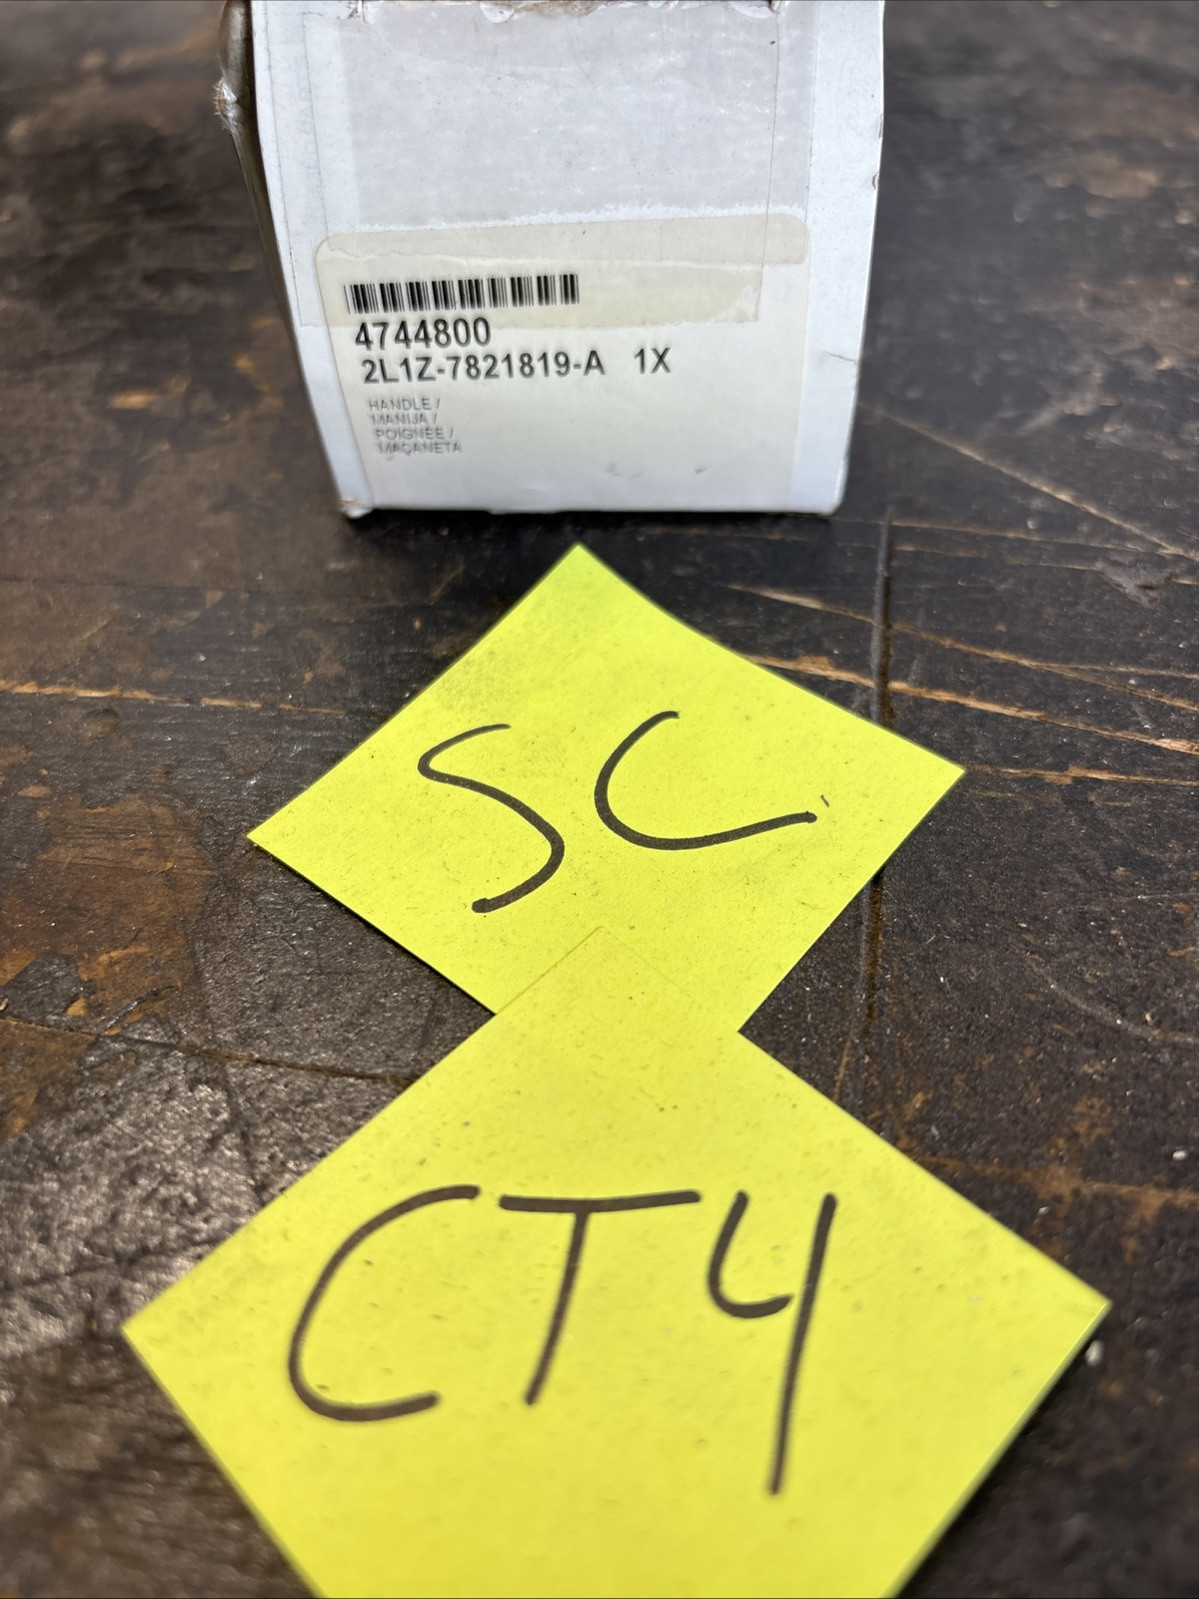 4744800
2L1Z-7821819-A 1X
HANDLE /
MANIJA /
POIGNÉE /
MAÇANETA
SC
CT4